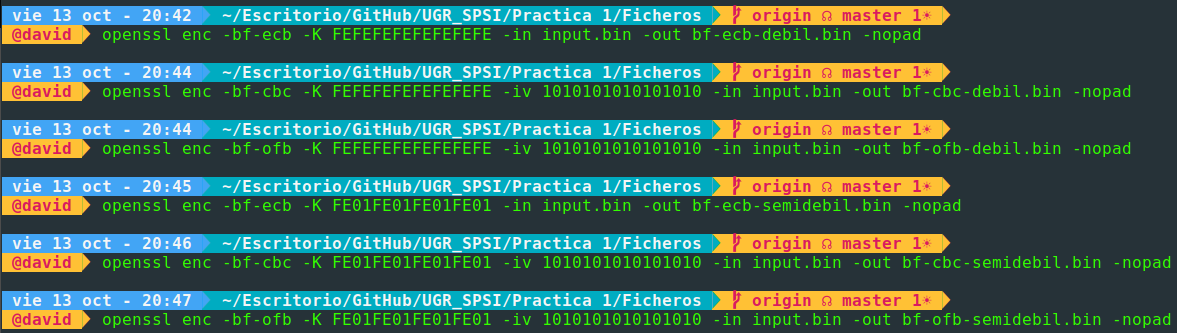 vie 13 oct - 20:42 ~/Escritorio/GitHub/UGR_SPSI/Practica 1/Ficheros origin ☊ master 1☀
@david openssl enc -bf-ecb -K FEFEFEFEFEFEFEFE -in input.bin -out bf-ecb-debil.bin -nopad
vie 13 oct - 20:44 ~/Escritorio/GitHub/UGR_SPSI/Practica 1/Ficheros origin ☊ master 1☀
@david openssl enc -bf-cbc -K FEFEFEFEFEFEFEFE -iv 1010101010101010 -in input.bin -out bf-cbc-debil.bin -nopad
vie 13 oct - 20:44 ~/Escritorio/GitHub/UGR_SPSI/Practica 1/Ficheros origin ☊ master 1☀
@david openssl enc -bf-ofb -K FEFEFEFEFEFEFEFE -iv 1010101010101010 -in input.bin -out bf-ofb-debil.bin -nopad
vie 13 oct - 20:45 ~/Escritorio/GitHub/UGR_SPSI/Practica 1/Ficheros origin ☊ master 1☀
@david openssl enc -bf-ecb -K FE01FE01FE01FE01 -in input.bin -out bf-ecb-semidebil.bin -nopad
vie 13 oct - 20:46 ~/Escritorio/GitHub/UGR_SPSI/Practica 1/Ficheros origin ☊ master 1☀
@david openssl enc -bf-cbc -K FE01FE01FE01FE01 -iv 1010101010101010 -in input.bin -out bf-cbc-semidebil.bin -nopad
vie 13 oct - 20:47 ~/Escritorio/GitHub/UGR_SPSI/Practica 1/Ficheros origin ☊ master 1☀
@david openssl enc -bf-ofb -K FE01FE01FE01FE01 -iv 1010101010101010 -in input.bin -out bf-ofb-semidebil.bin -nopad